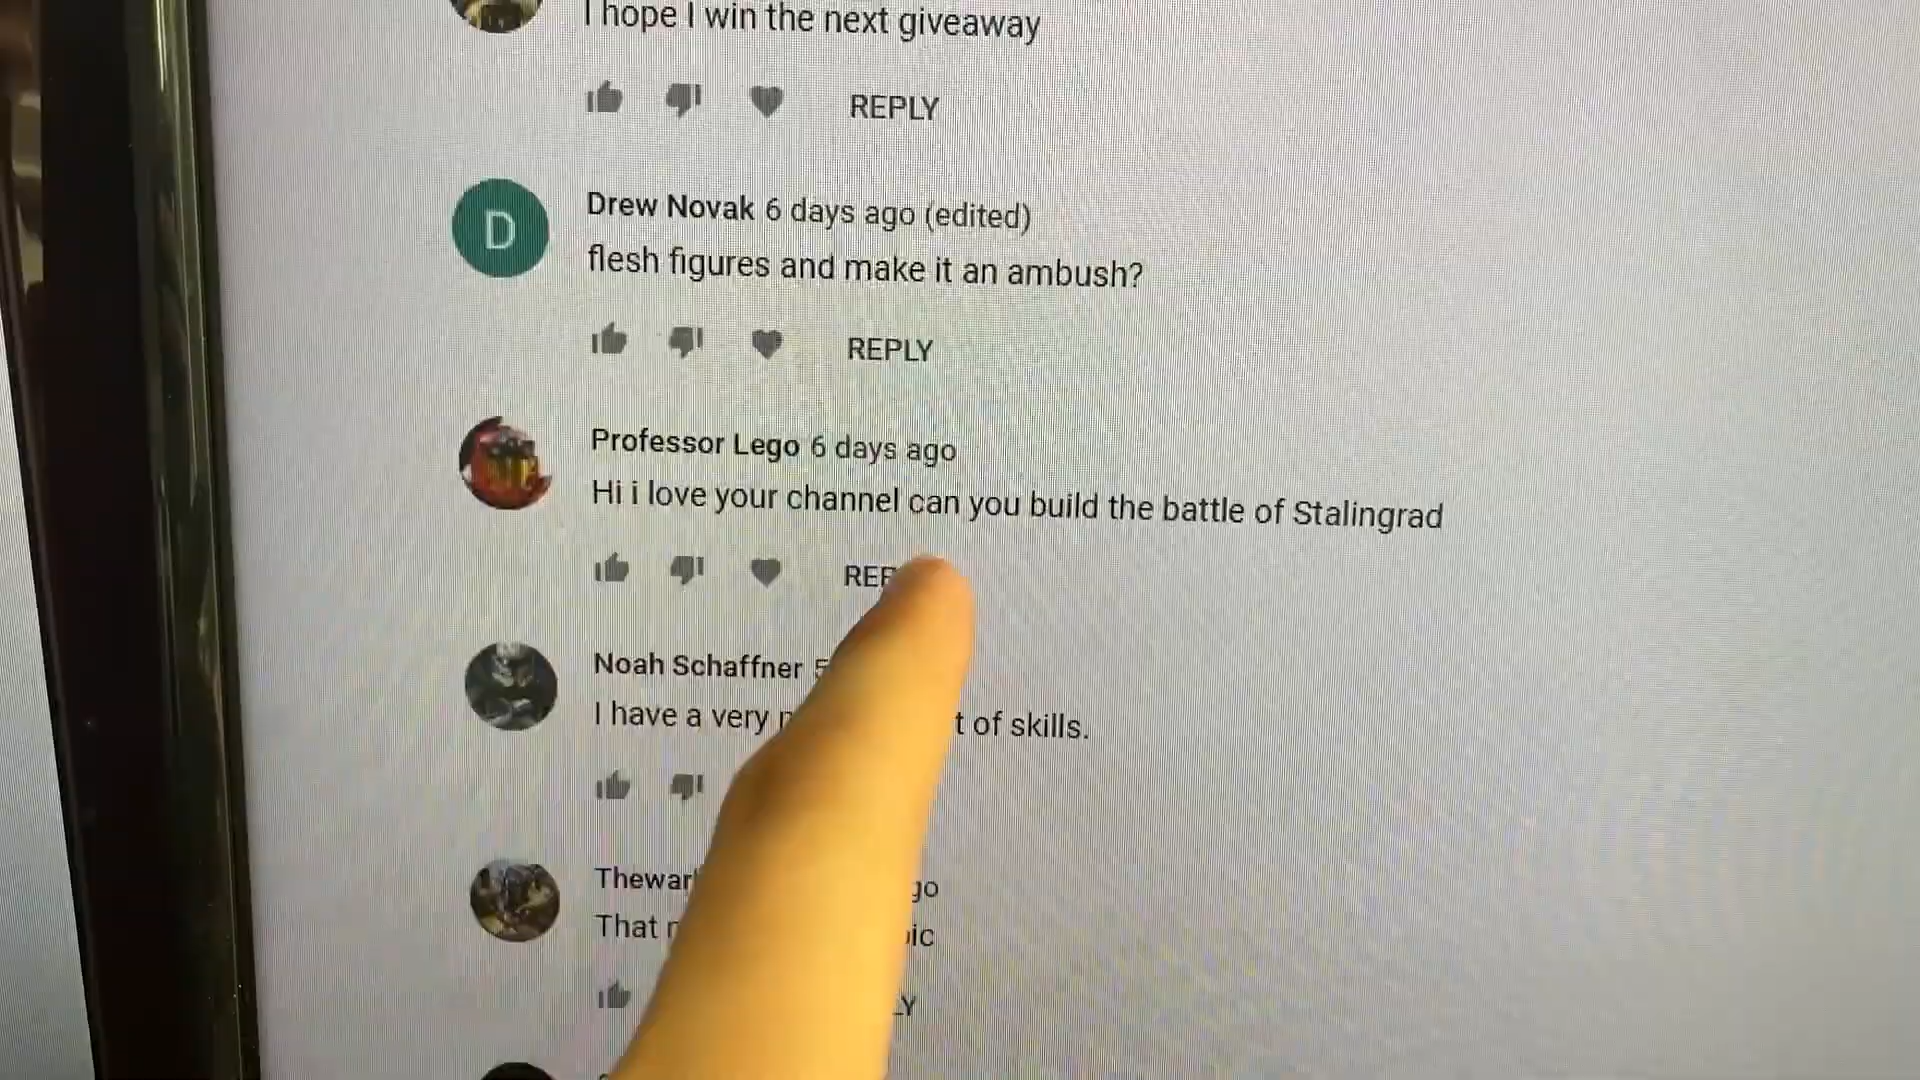 I hope I win the next giveaway
REPLY
D
Drew Novak 6 days ago (edited)
flesh figures and make it an ambush?
REPLY
Professor Lego 6 days ago
Hi i love your channel can you build the battle of Stalingrad
Noah Schaffner
I have a very of skills.
That